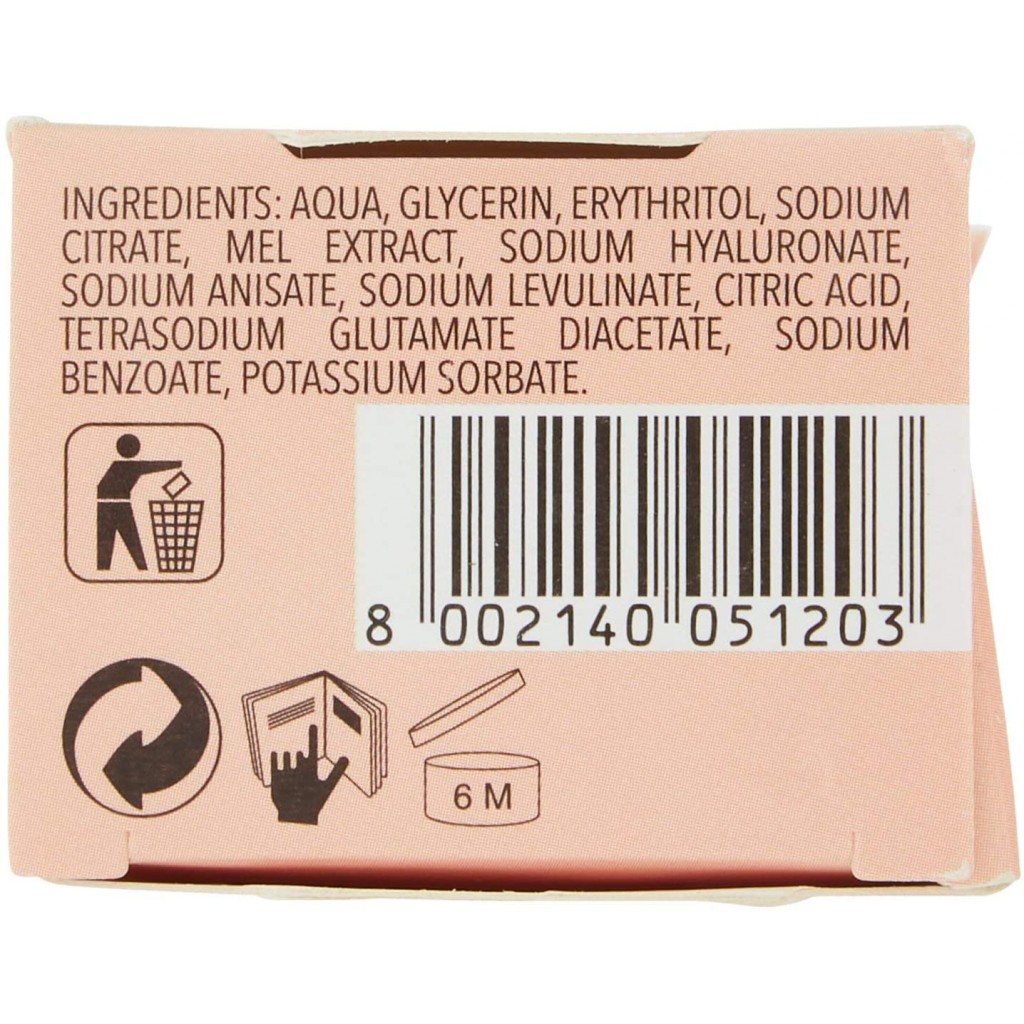 INGREDIENTS: AQUA, GLYCERIN, ERYTHRITOL, SODIUM
CITRATE, MEL EXTRACT, SODIUM HYALURONATE,
SODIUM ANISATE, SODIUM LEVULINATE, CITRIC ACID,
TETRASODIUM GLUTAMATE DIACETATE, SODIUM
BENZOATE, POTASSIUM SORBATE.
8 002140 051203
6 M